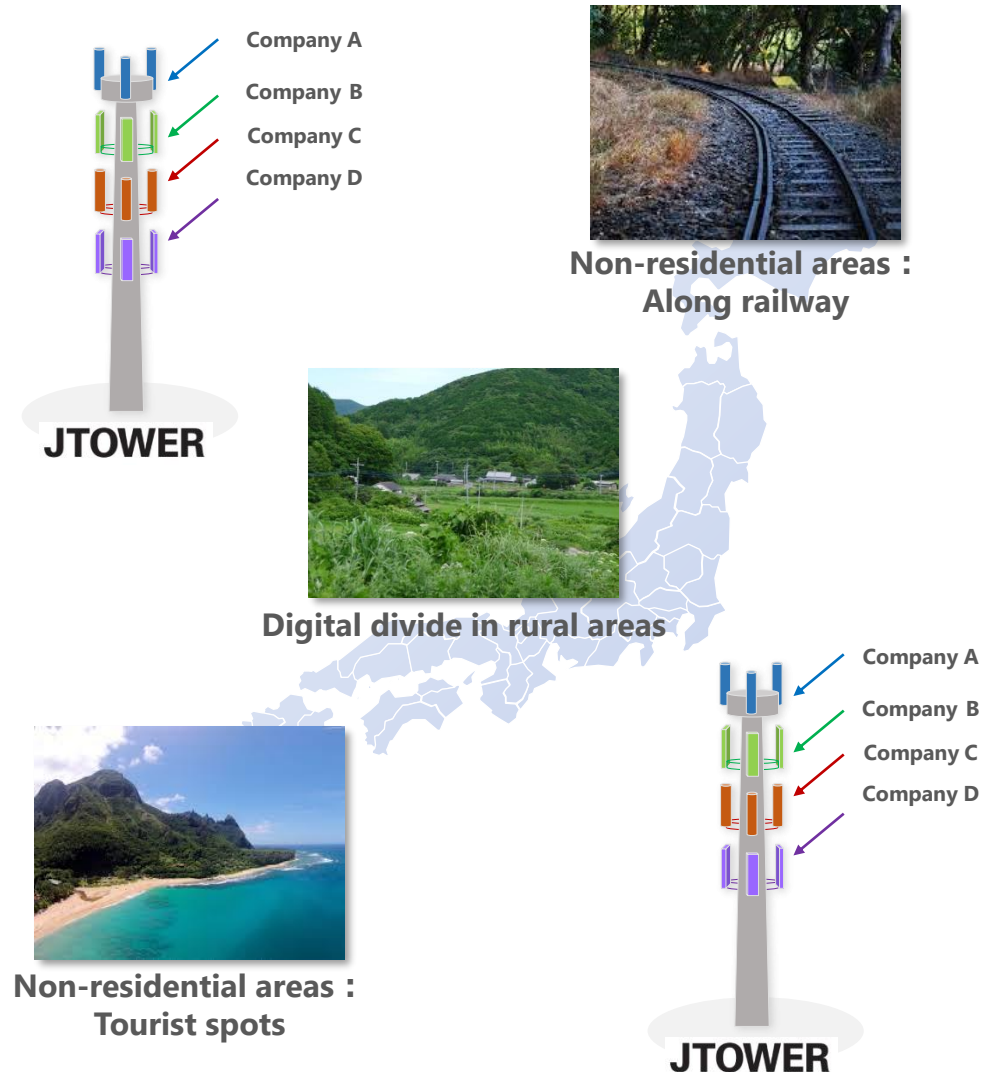 Company A
Company B
Company C
Company D
JTOWER
Non-residential areas：
Along railway
Digital divide in rural areas
Non-residential areas：
Tourist spots
Company A
Company B
Company C
Company D
JTOWER